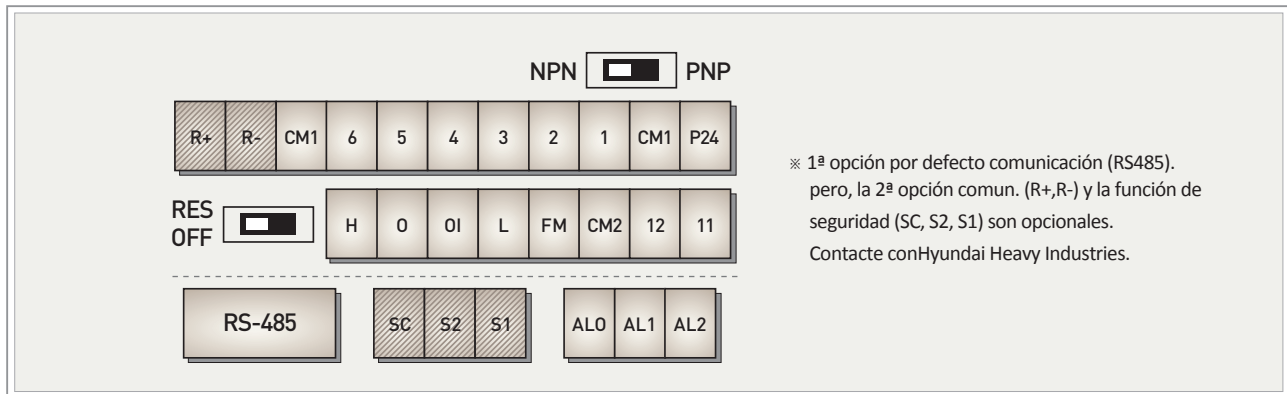 NPN PNP
R+ R- CM1 6 5 4 3 2 1 CM1 P24
RES
OFF
H O OI L FM CM2 12 11
RS-485 SC S2 S1 AL0 AL1 AL2
※ 1ª opción por defecto comunicación (RS485).
pero, la 2ª opción comun. (R+,R-) y la función de
seguridad (SC, S2, S1) son opcionales.
Contacte conHyundai Heavy Industries.